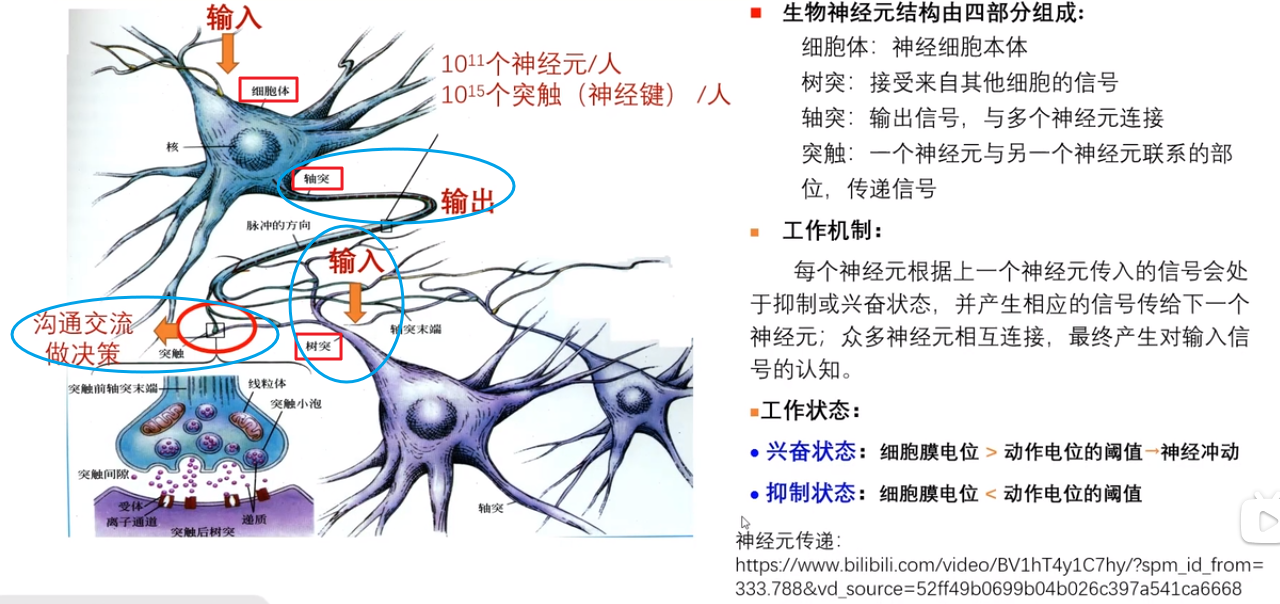 输入
10¹¹个神经元/人
10¹⁵个突触（神经键） /人
细胞体
核
轴突
输出
脉冲的方向
输入
沟通交流
做决策
突触
轴突末端
树突
突触前轴突末端
线粒体
突触小泡
突触间隙
受体
离子通道
递质
突触后树突
轴突
■ 生物神经元结构由四部分组成：
细胞体：神经细胞本体
树突：接受来自其他细胞的信号
轴突：输出信号，与多个神经元连接
突触：一个神经元与另一个神经元联系的部
位，传递信号
■ 工作机制：
每个神经元根据上一个神经元传入的信号会处
于抑制或兴奋状态，并产生相应的信号传给下一个
神经元；众多神经元相互连接，最终产生对输入信
号的认知。
■工作状态：
● 兴奋状态：细胞膜电位 > 动作电位的阈值→神经冲动
● 抑制状态：细胞膜电位 < 动作电位的阈值
神经元传递：
https://www.bilibili.com/video/BV1hT4y1C7hy/?spm_id_from=
333.788&vd_source=52ff49b0699b04b026c397a541ca6668